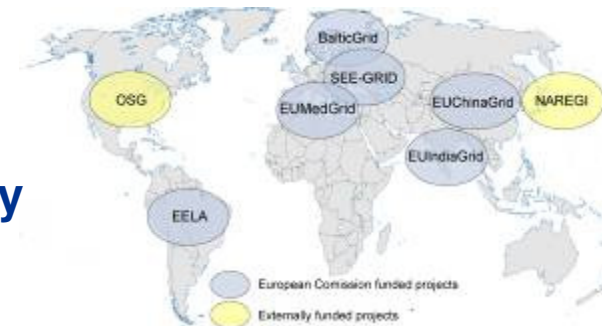 BalticGrid
SEE-GRID
OSG
EUMedGrid
EUChinaGrid
NAREGI
EUIndiaGrid
y
EELA
European Comission funded projects
Externally funded projects